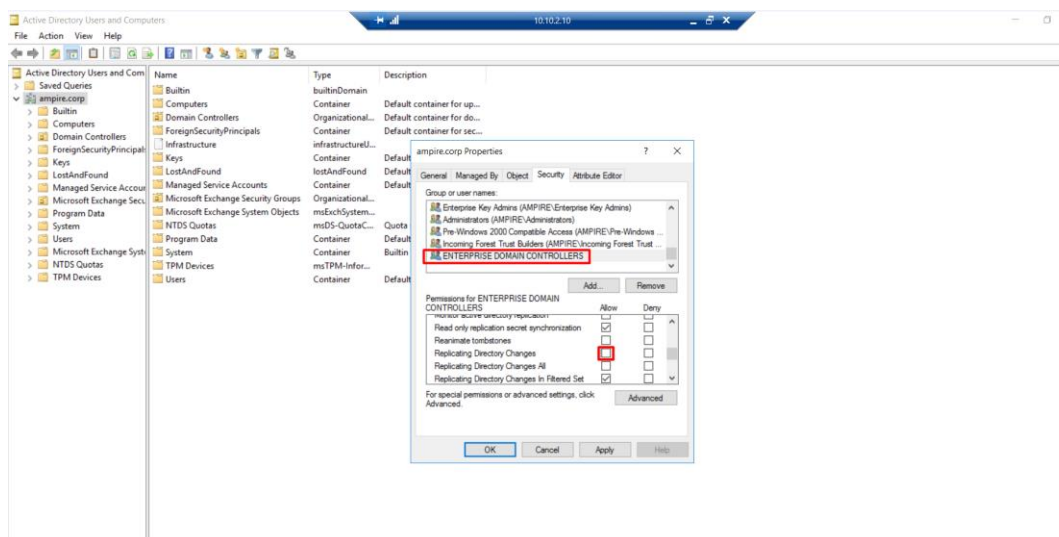 Active Directory Users and Computers
10.10.2.10
File Action View Help
Active Directory Users and Com
Saved Queries
ampire.corp
Builtin
Computers
Domain Controllers
ForeignSecurityPrincipals
Keys
LostAndFound
Managed Service Accour
Microsoft Exchange Secu
Program Data
System
Users
Microsoft Exchange Syst
NTDS Quotas
TPM Devices
Name Type Description
Builtin builtinDomain
Computers Container Default container for up...
Domain Controllers Organizational... Default container for do...
ForeignSecurityPrincipals Container Default container for sec...
Infrastructure infrastructureU...
Keys Container Default
LostAndFound lostAndFound Default
Managed Service Accounts Container Default
Microsoft Exchange Security Groups Organizational...
Microsoft Exchange System Objects msExchSystem...
NTDS Quotas msDS-QuotaC... Quota
Program Data Container Default
System Container Builtin
TPM Devices msTPM-Infor...
Users Container Default
ampire.corp Properties ? X
General Managed By Object Security Attribute Editor
Group or user names:
Enterprise Key Admins (AMPIRE\Enterprise Key Admins)
Administrators (AMPIRE\Administrators)
Pre-Windows 2000 Compatible Access (AMPIRE\Pre-Windows ...
Incoming Forest Trust Builders (AMPIRE\Incoming Forest Trust ...
ENTERPRISE DOMAIN CONTROLLERS
Add... Remove
Permissions for ENTERPRISE DOMAIN
CONTROLLERS Allow Deny
Monitor active directory replication
Read only replication secret synchronization
Reanimate tombstones
Replicating Directory Changes
Replicating Directory Changes All
Replicating Directory Changes In Filtered Set
For special permissions or advanced settings, click
Advanced.
Advanced
OK Cancel Apply Help